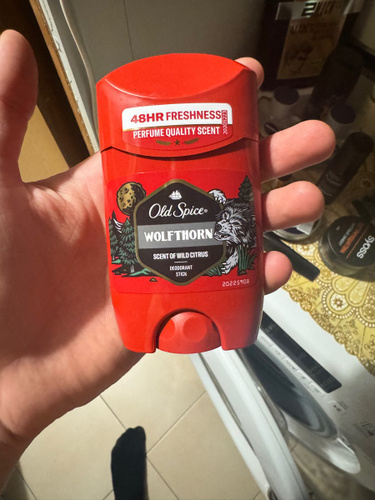 48HR FRESHNESS
PERFUME QUALITY SCENT
Old Spice
WOLFTHORN
SCENT OF WILD CITRUS
DEODORANT
STICK